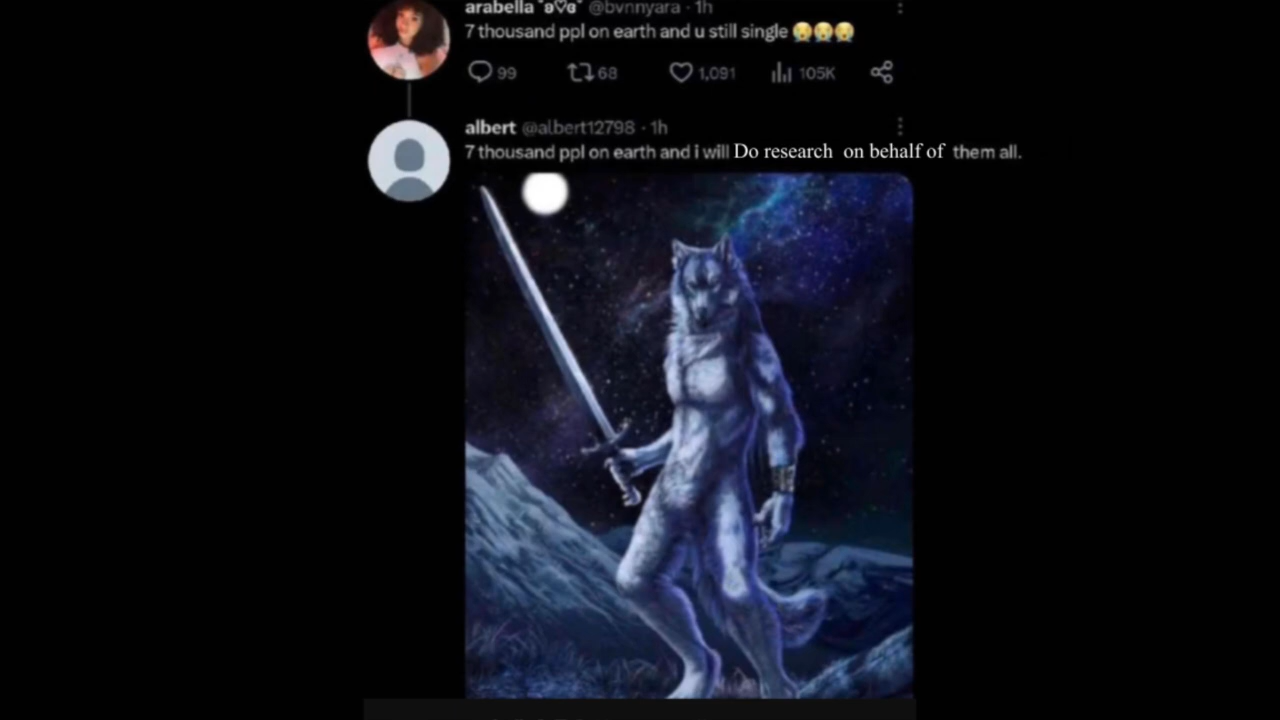 arabella ˚ʚ♡ɞ˚ @bvnnyara · 1h
7 thousand ppl on earth and u still single 😭😭😭
99 68 1,091 105K
albert @albert12798 · 1h
7 thousand ppl on earth and i will Do research on behalf of them all.